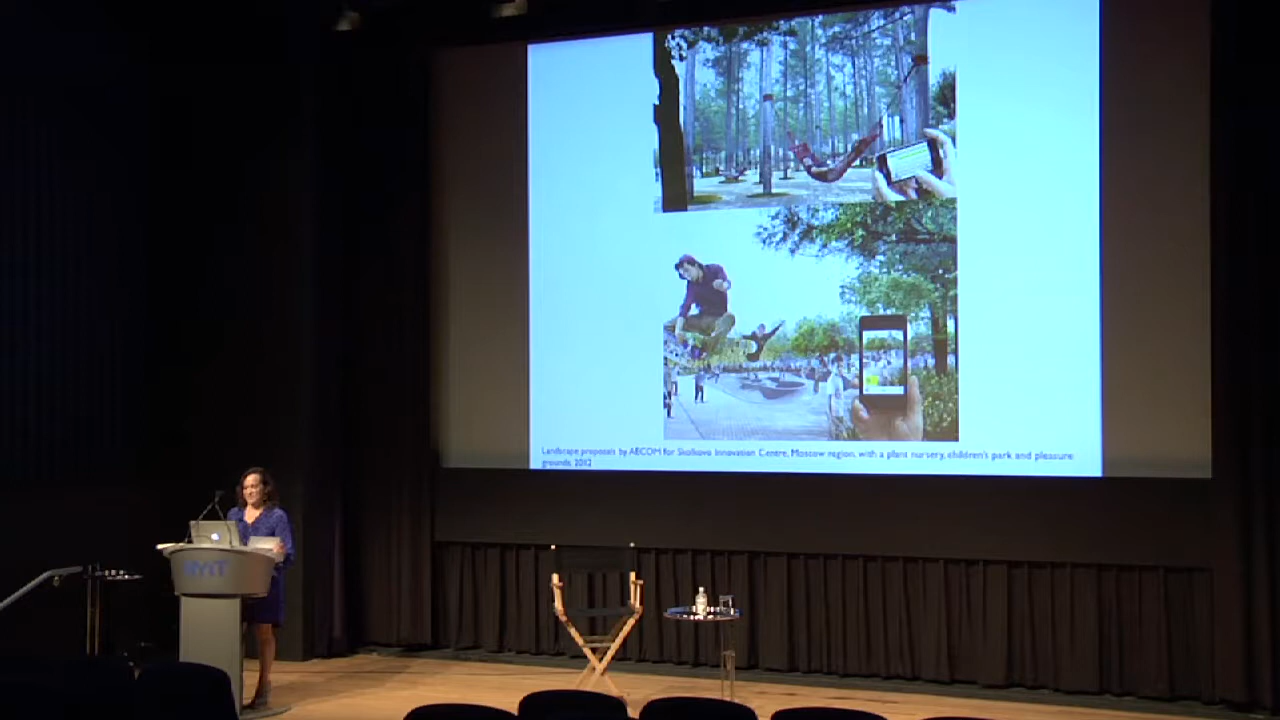 Landscape proposals by AECOM for Skolkovo Innovation Centre, Moscow region, with a plant nursery, children's park and pleasure
grounds, 2012
NYIT